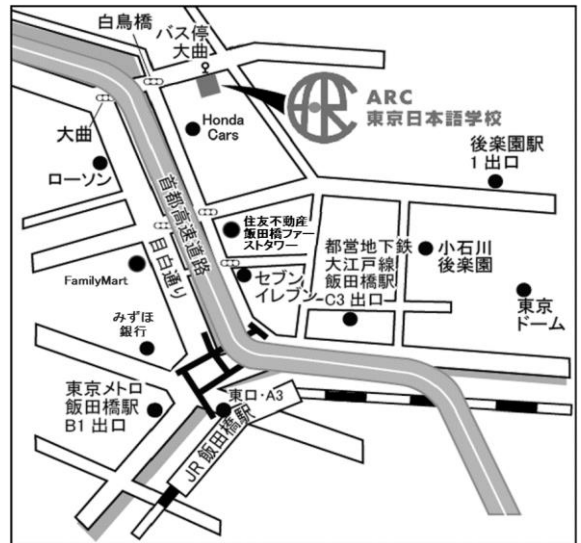 白鳥橋
バス停
大曲
ARC
東京日本語学校
Honda
Cars
大曲
ローソン
後楽園駅
1出口
首都高速道路
目白通り
住友不動産
飯田橋ファー
ストタワー
都営地下鉄
大江戸線
飯田橋駅
C3出口
小石川
後楽園
FamilyMart
セブン
イレブン
東京
ドーム
みずほ
銀行
東京メトロ
飯田橋駅
B1出口
東口・A3
JR飯田橋駅